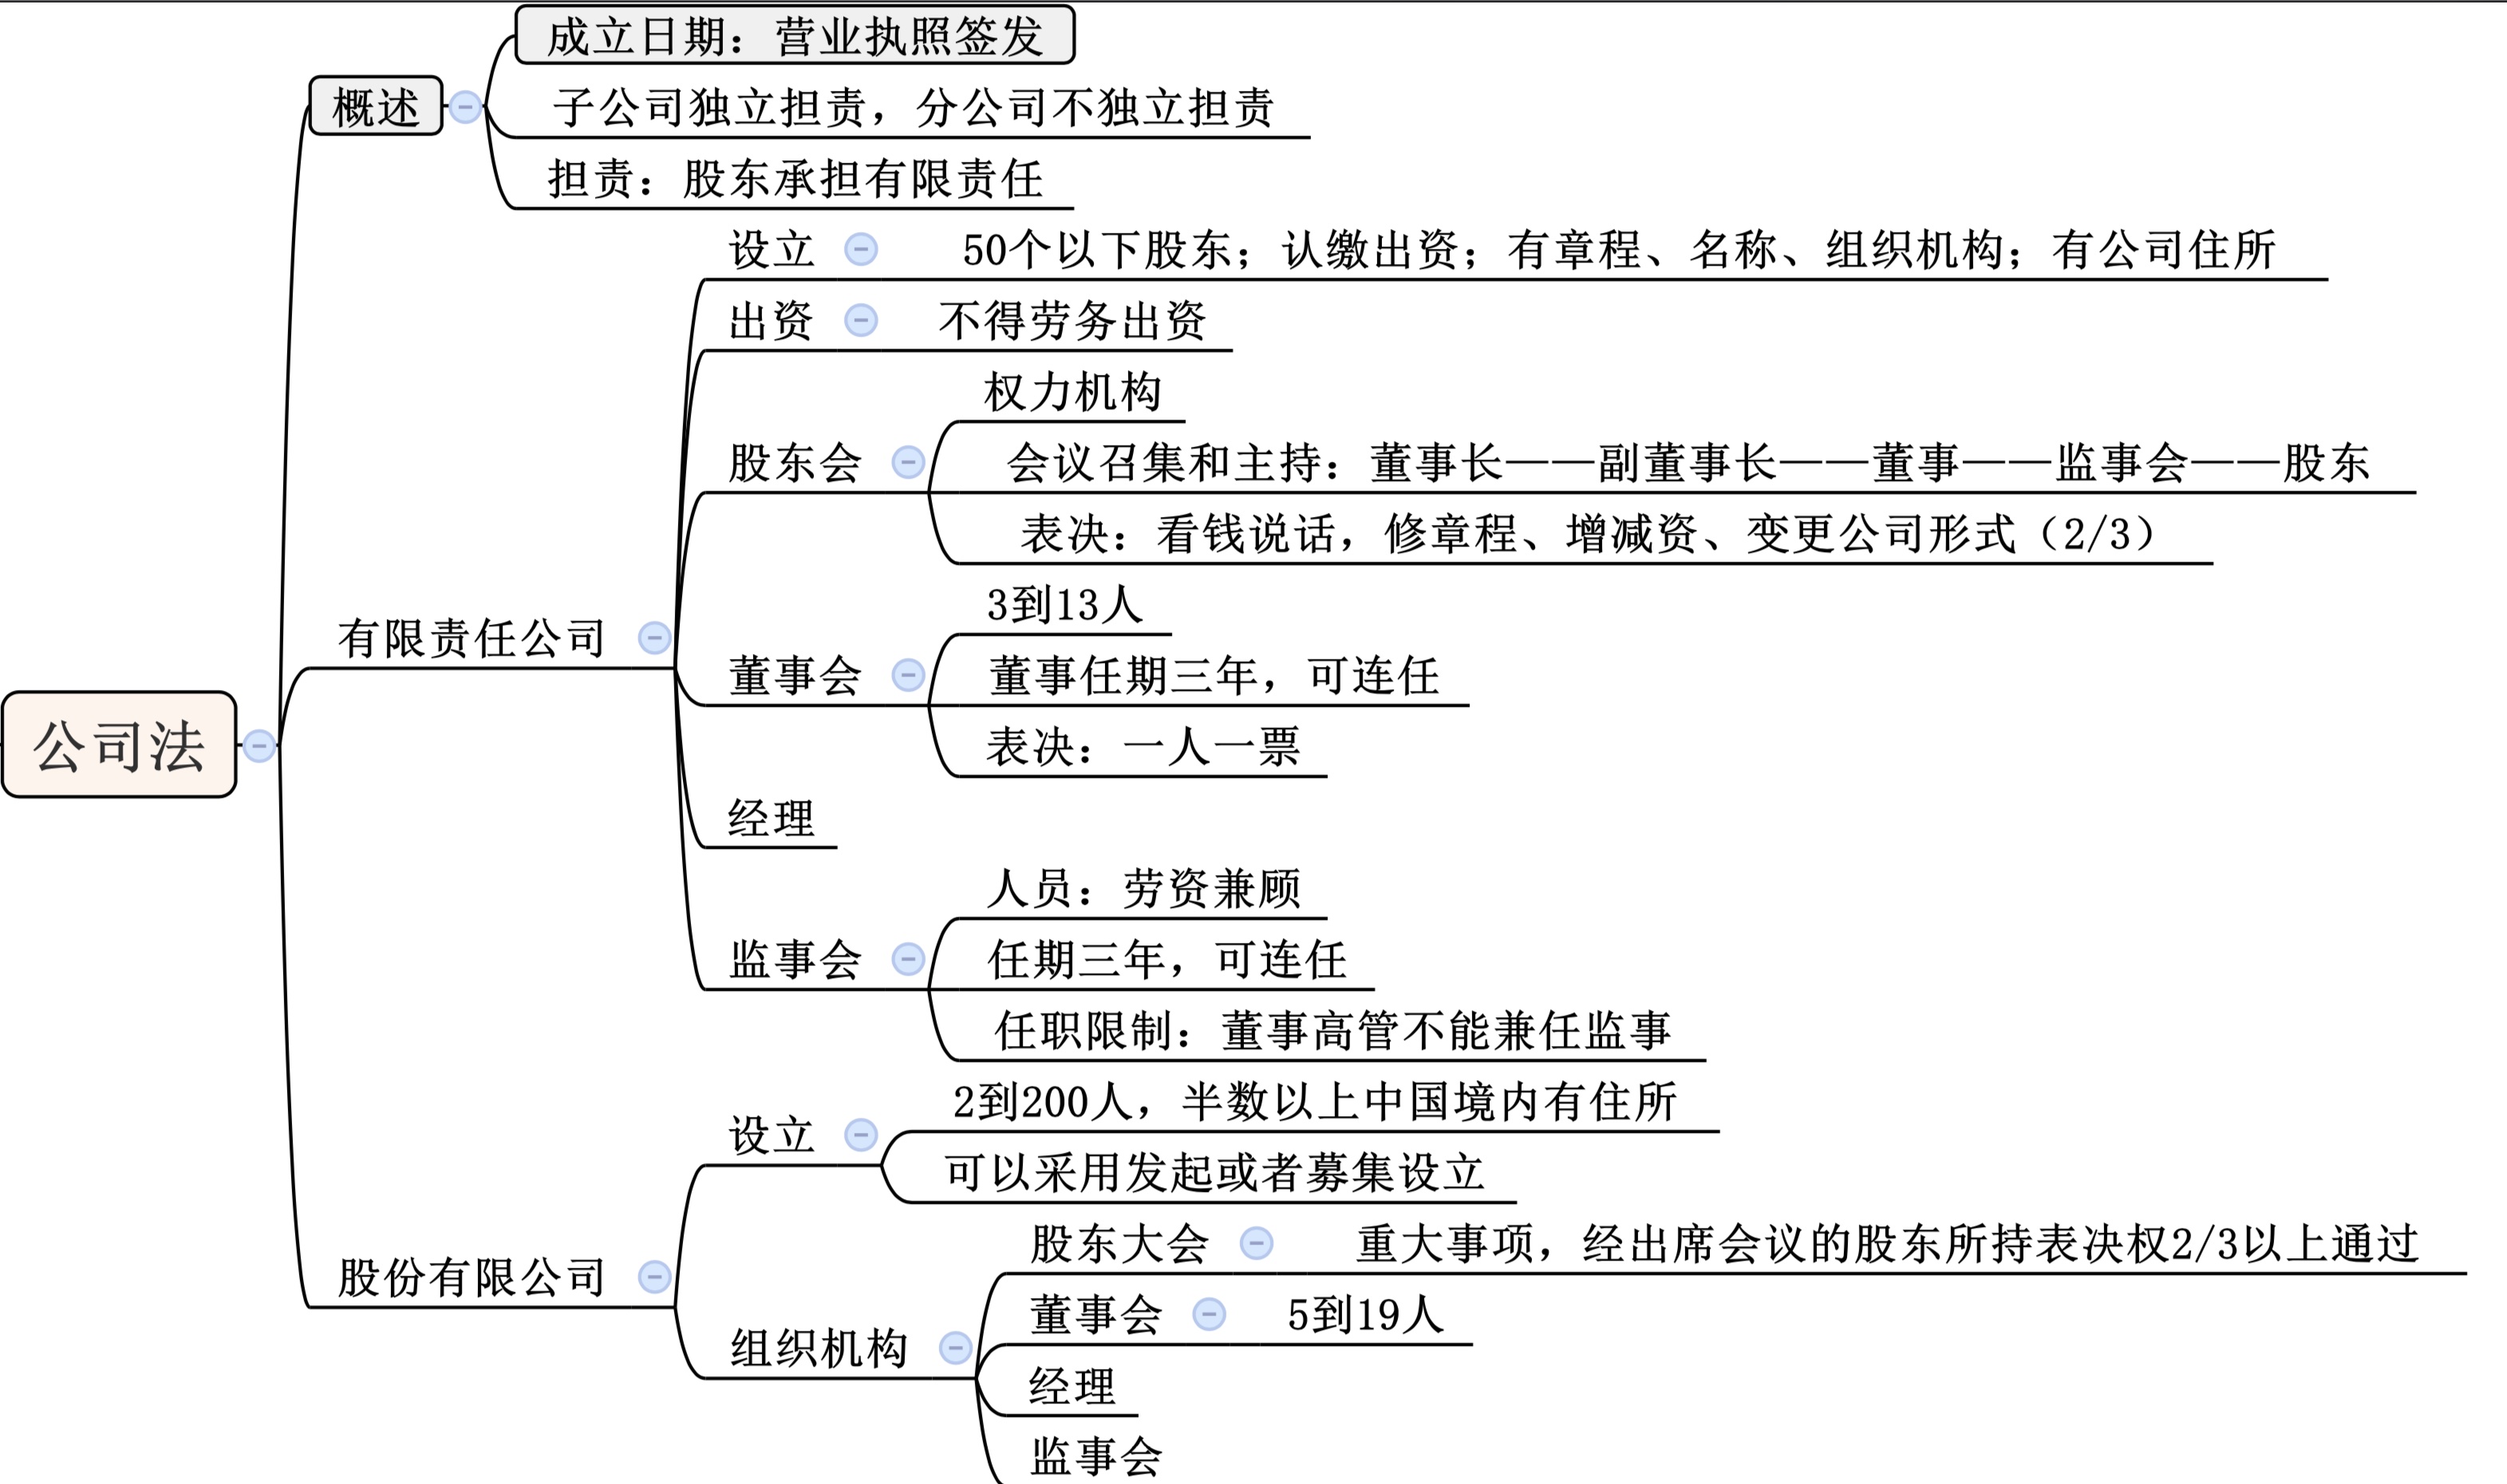 成立日期：营业执照签发
概述
子公司独立担责，分公司不独立担责
担责：股东承担有限责任
设立
50个以下股东；认缴出资；有章程、名称、组织机构；有公司住所
出资
不得劳务出资
权力机构
股东会
会议召集和主持：董事长——副董事长——董事——监事会——股东
表决：看钱说话，修章程、增减资、变更公司形式（2/3）
3到13人
有限责任公司
董事会
董事任期三年，可连任
公司法
表决：一人一票
经理
人员：劳资兼顾
监事会
任期三年，可连任
任职限制：董事高管不能兼任监事
2到200人，半数以上中国境内有住所
设立
可以采用发起或者募集设立
股东大会
重大事项，经出席会议的股东所持表决权2/3以上通过
股份有限公司
董事会
5到19人
组织机构
经理
监事会